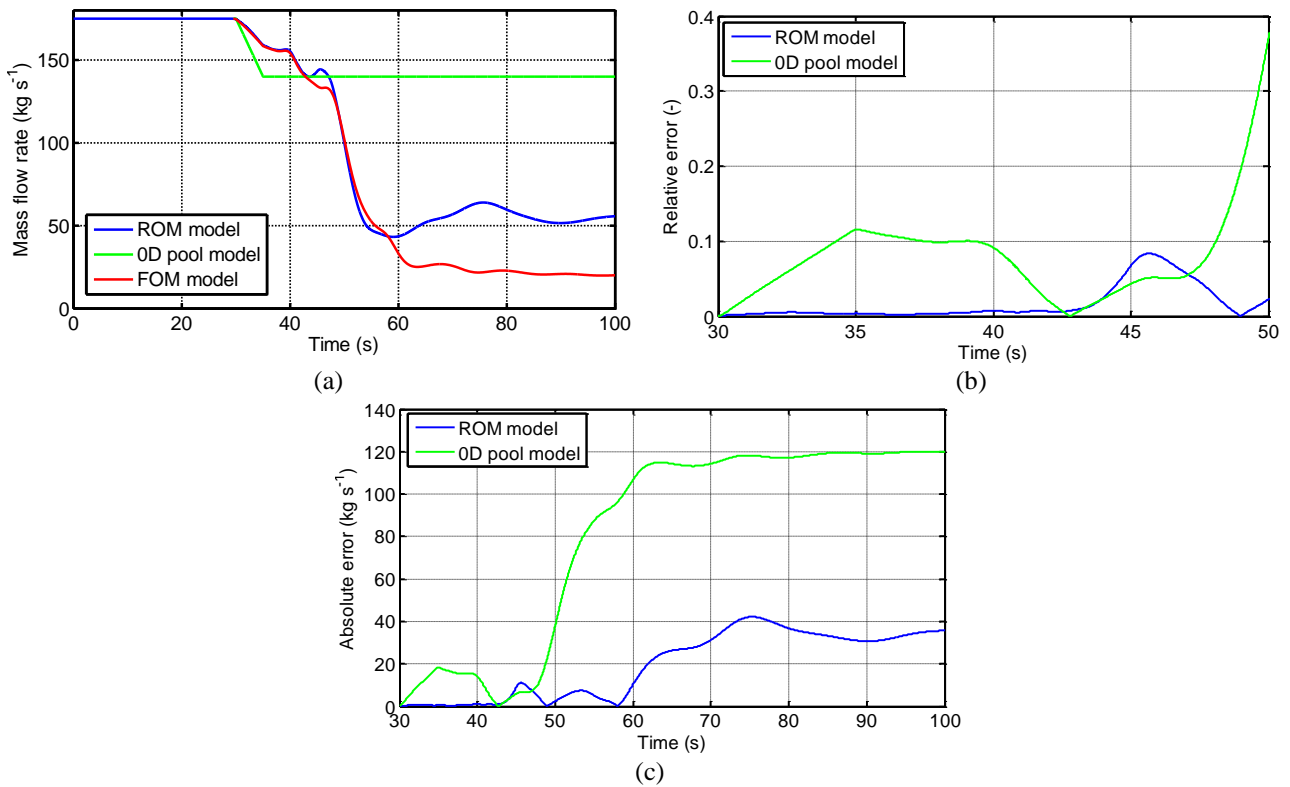 Mass flow rate (kg s-1)
150
100
50
0
0
20
40
60
80
100
Time (s)
ROM model
0D pool model
FOM model
(a)
Relative error (-)
0.4
0.3
0.2
0.1
0
30
35
40
45
50
Time (s)
ROM model
0D pool model
(b)
Absolute error (kg s-1)
140
120
100
80
60
40
20
0
30
40
50
60
70
80
90
100
Time (s)
ROM model
0D pool model
(c)